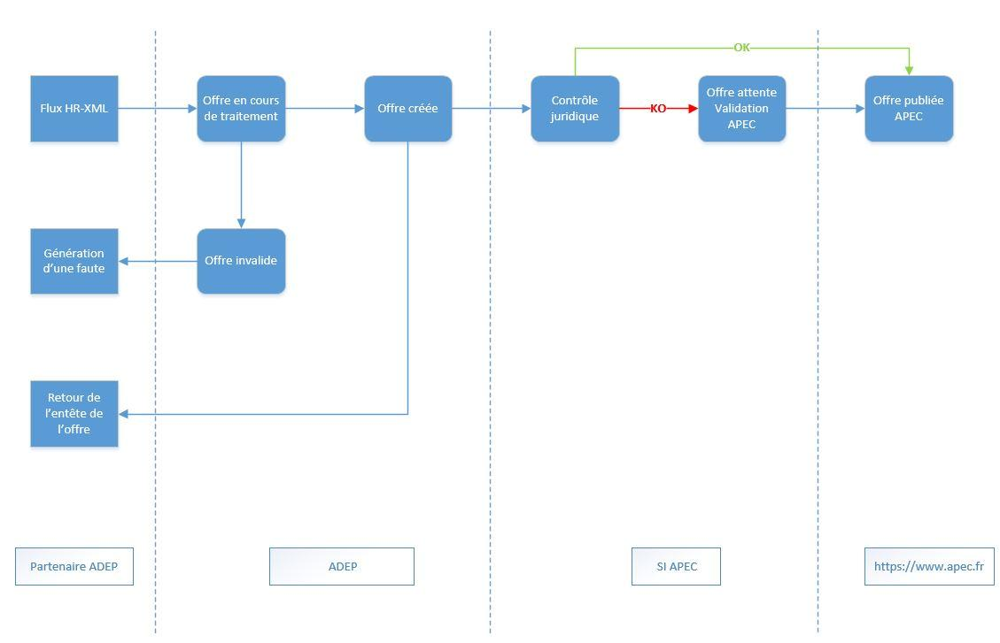 OK
Flux HR-XML
Offre en cours
de traitement
Offre créée
Contrôle
juridique
KO
Offre attente
Validation
APEC
Offre publiée
APEC
Génération
d’une faute
Offre invalide
Retour de
l’entête de
l’offre
Partenaire ADEP
ADEP
SI APEC
https://www.apec.fr